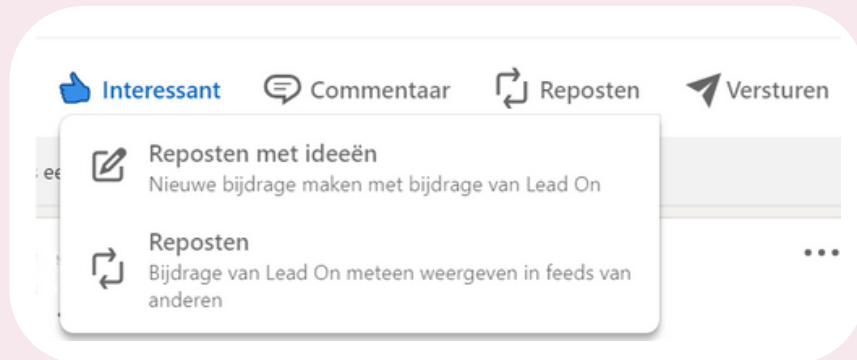 Interessant Commentaar Reposten Versturen
Reposten met ideeën
Nieuwe bijdrage maken met bijdrage van Lead On
Reposten
Bijdrage van Lead On meteen weergeven in feeds van
anderen